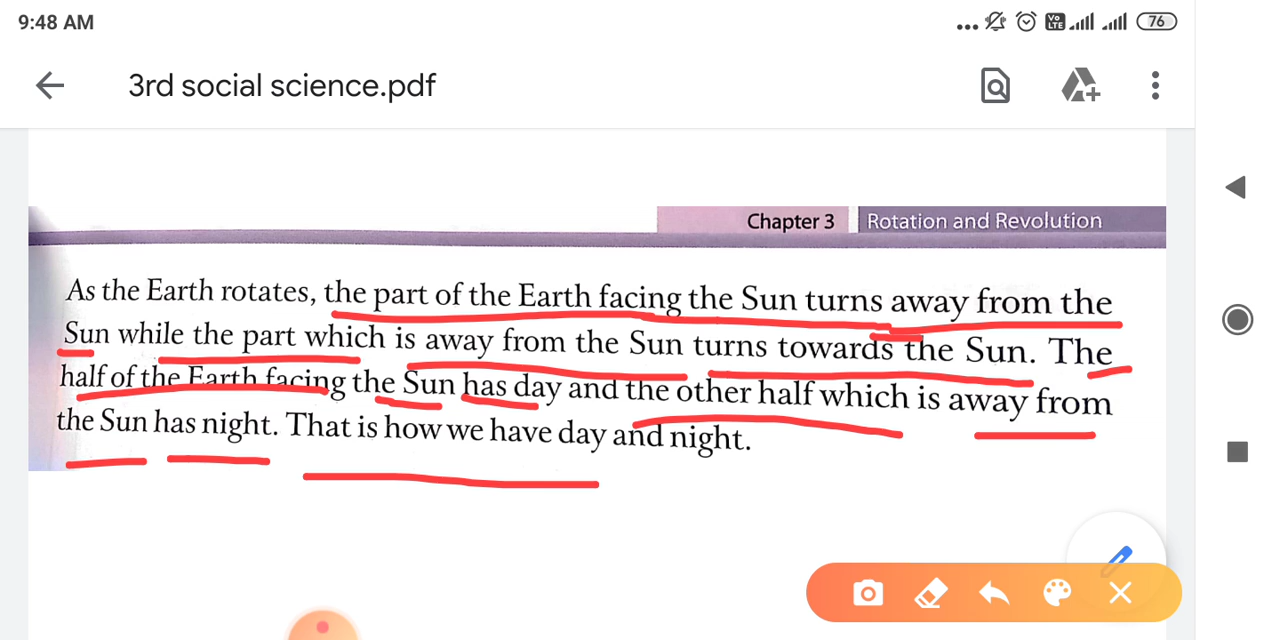 9:48 AM
Vo LTE
76
3rd social science.pdf
Chapter 3 Rotation and Revolution
As the Earth rotates, the part of the Earth facing the Sun turns away from the
Sun while the part which is away from the Sun turns towards the Sun. The
half of the Earth facing the Sun has day and the other half which is away from
the Sun has night. That is how we have day and night.